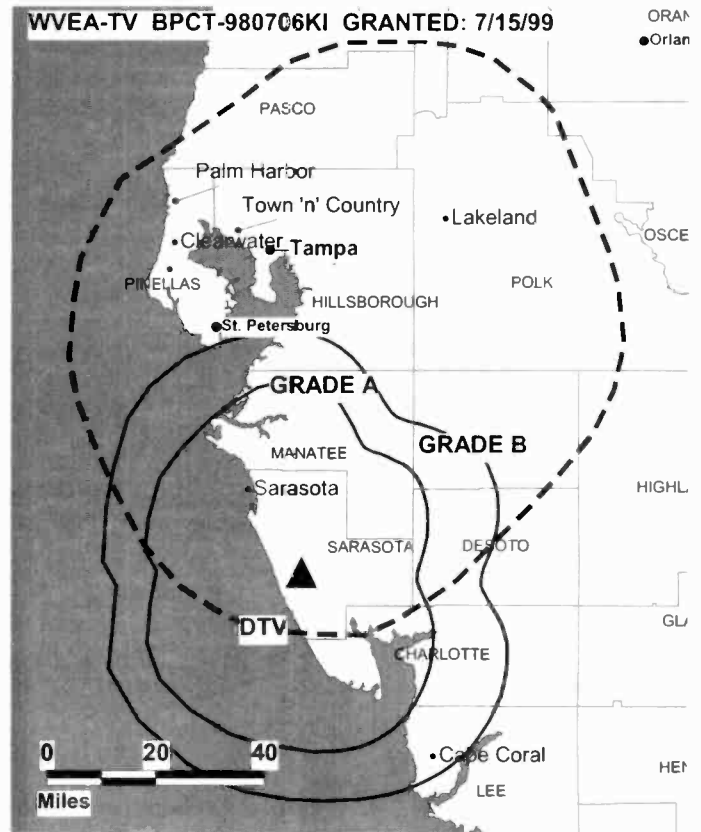 WVEA-TV BPCT-980706KI GRANTED: 7/15/99
ORAN
Orlan
PASCO
Palm Harbor
Town 'n' Country
Lakeland
Clearwater
Tampa
OSCE
PINELLAS
HILLSBOROUGH
POLK
St. Petersburg
GRADE A
GRADE B
MANATEE
Sarasota
HIGHL
SARASOTA
DESOTO
DTV
GLA
CHARLOTTE
0 20 40
Cape Coral
HEN
LEE
Miles